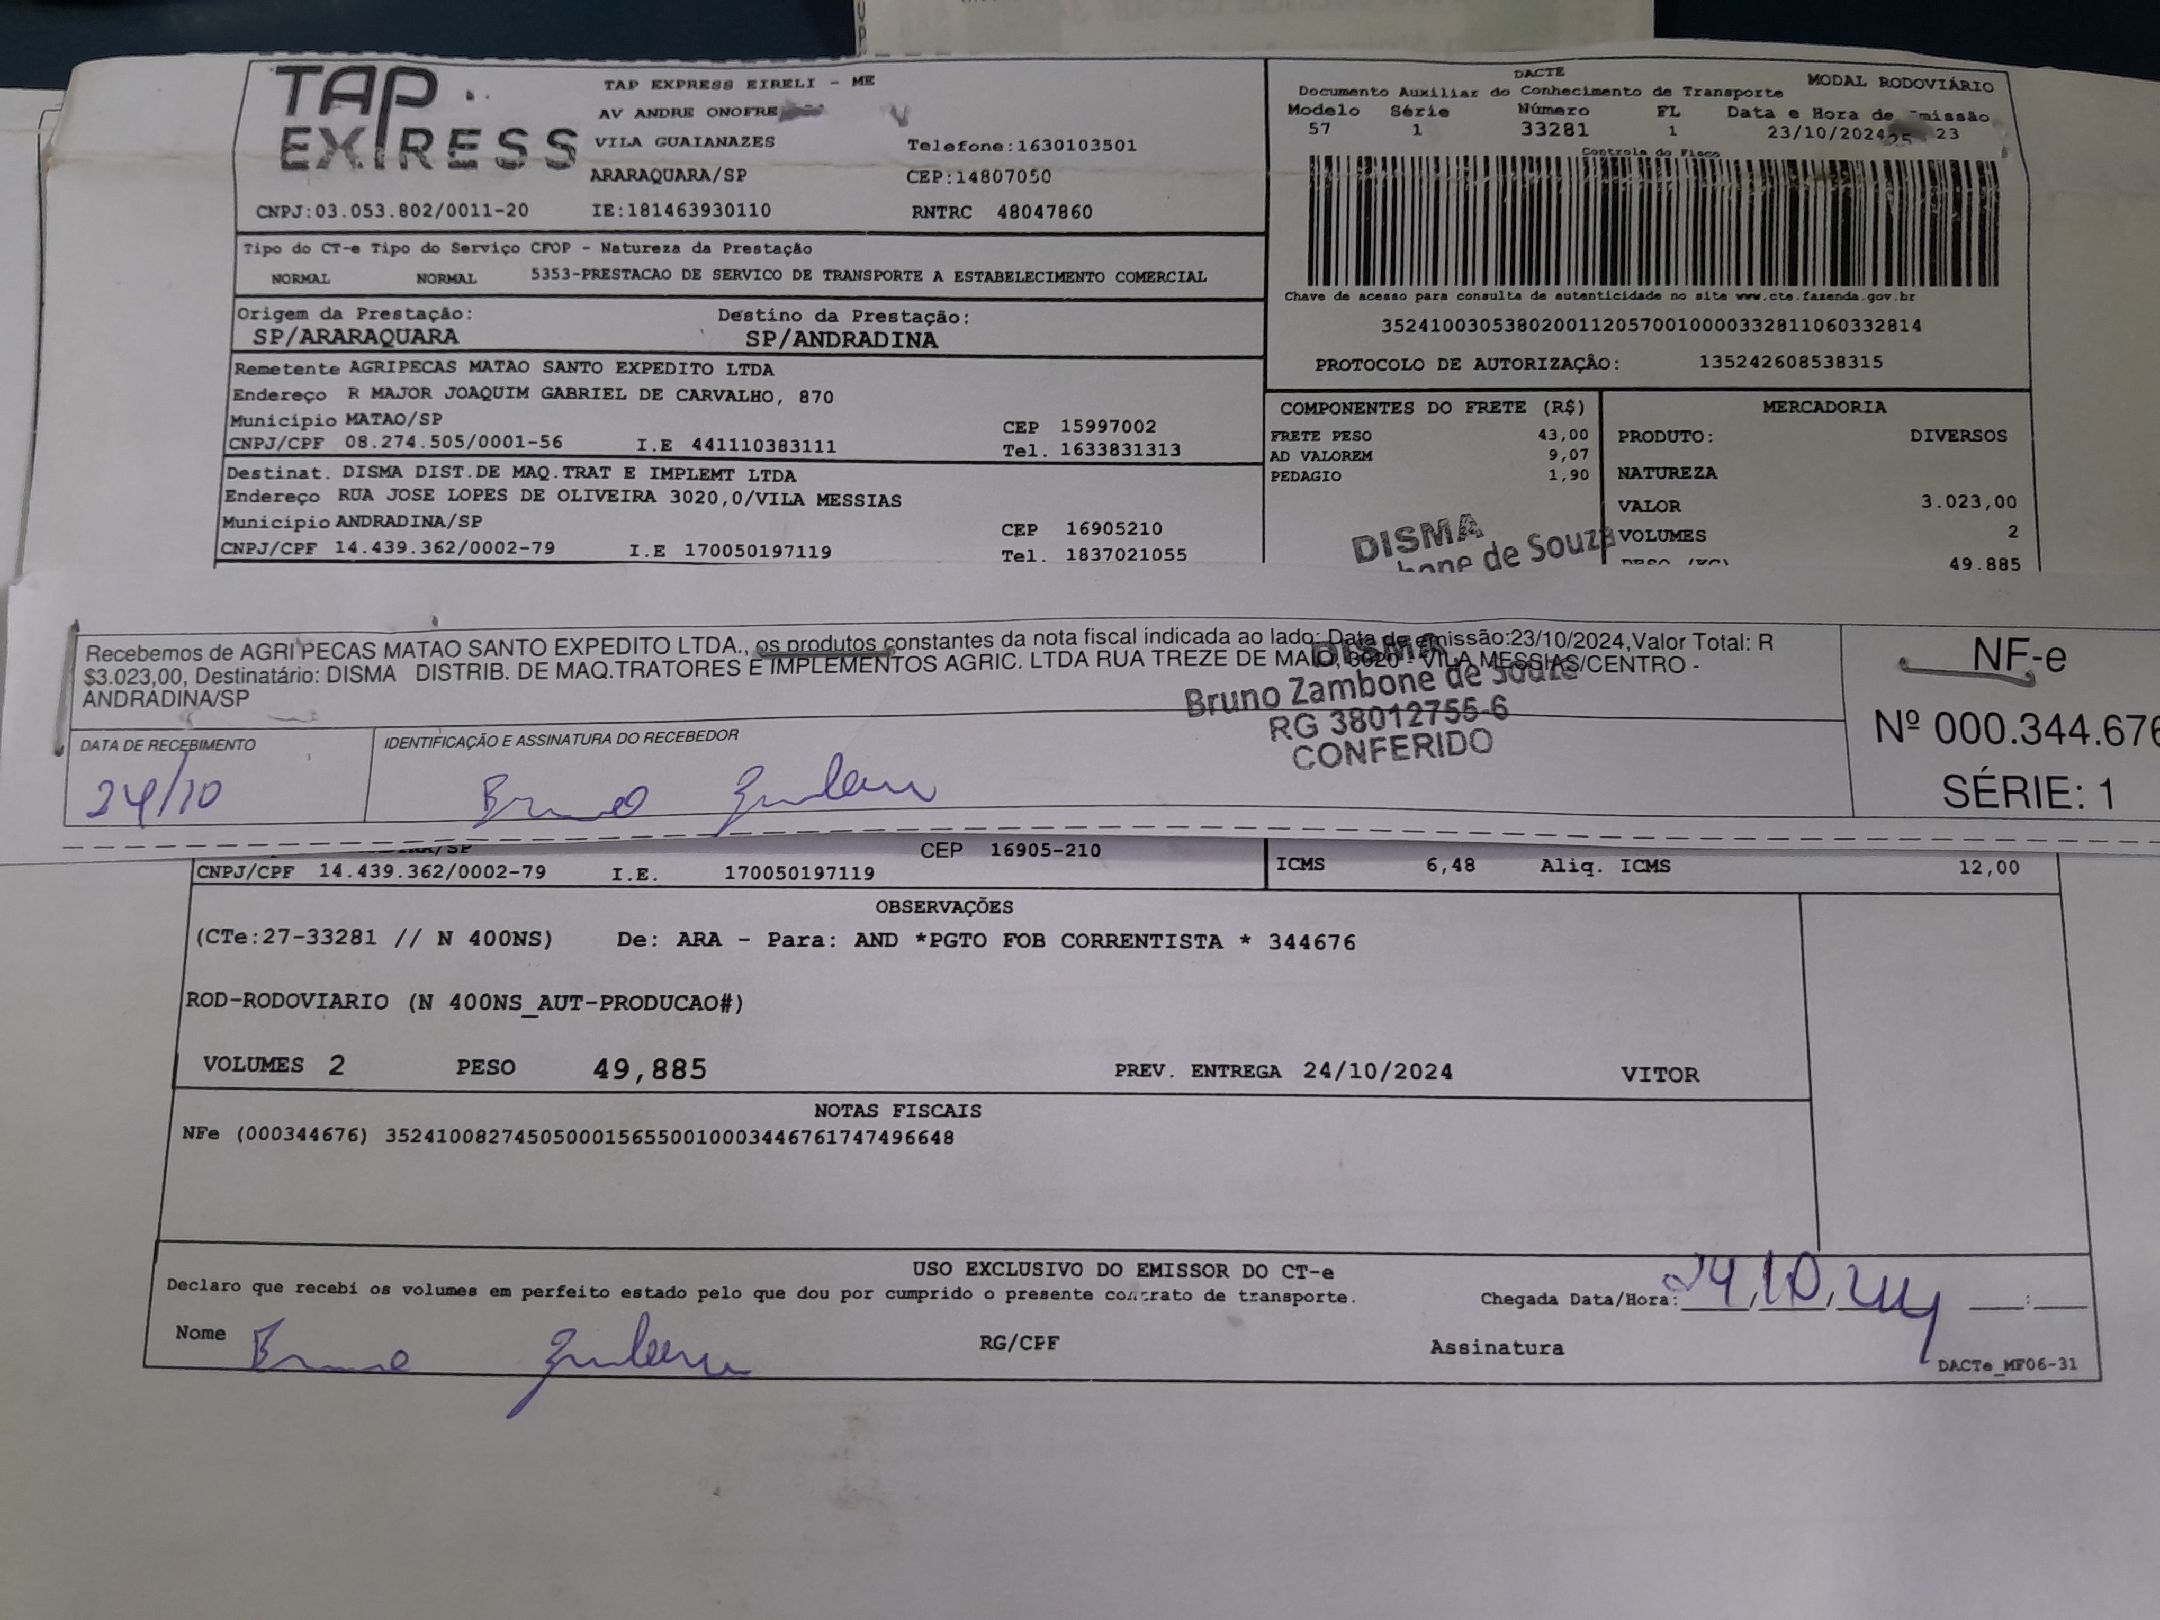 TAP EXPRESS
TAP EXPRESS EIRELI - ME
AV ANDRE ONOFRE
VILA GUAIANAZES Telefone:1630103501
ARARAQUARA/SP CEP:14807050
CNPJ:03.053.802/0011-20 IE:181463930110 RNTRC 48047860
DACTE MODAL RODOVIÁRIO
Documento Auxiliar do Conhecimento de Transporte
Modelo Série Número FL Data e Hora de Emissão
57 1 33281 1 23/10/2024 23
Controle do Fisco
Tipo do CT-e Tipo do Serviço CFOP - Natureza da Prestação
NORMAL NORMAL 5353-PRESTACAO DE SERVICO DE TRANSPORTE A ESTABELECIMENTO COMERCIAL
Chave de acesso para consulta de autenticidade no site www.cte.fazenda.gov.br
35241003053802001120570010000332811060332814
PROTOCOLO DE AUTORIZAÇÃO: 135242608538315
Origem da Prestação: Destino da Prestação:
SP/ARARAQUARA SP/ANDRADINA
Remetente AGRIPECAS MATAO SANTO EXPEDITO LTDA
Endereço R MAJOR JOAQUIM GABRIEL DE CARVALHO, 870
Município MATAO/SP CEP 15997002
CNPJ/CPF 08.274.505/0001-56 I.E 441110383111 Tel. 1633831313
Destinat. DISMA DIST.DE MAQ.TRAT E IMPLEMT LTDA
Endereço RUA JOSE LOPES DE OLIVEIRA 3020,0/VILA MESSIAS
Município ANDRADINA/SP CEP 16905210
CNPJ/CPF 14.439.362/0002-79 I.E 170050197119 Tel. 1837021055
COMPONENTES DO FRETE (R$)
FRETE PESO 43,00
AD VALOREM 9,07
PEDAGIO 1,90
MERCADORIA
PRODUTO: DIVERSOS
NATUREZA
VALOR 3.023,00
VOLUMES 2
PESO (KG) 49.885
DISMA
bone de Souza
Recebemos de AGRI PECAS MATAO SANTO EXPEDITO LTDA., os produtos constantes da nota fiscal indicada ao lado: Data de emissão:23/10/2024,Valor Total: R
$3.023,00, Destinatário: DISMA DISTRIB. DE MAQ.TRATORES E IMPLEMENTOS AGRIC. LTDA RUA TREZE DE MAIO, 3020 - VILA MESSIAS/CENTRO -
ANDRADINA/SP
DISMA
Bruno Zambone de Souza
RG 38012755-6
CONFERIDO
NF-e
Nº 000.344.676
SÉRIE: 1
DATA DE RECEBIMENTO IDENTIFICAÇÃO E ASSINATURA DO RECEBEDOR
24/10 Bruno
CEP 16905-210
CNPJ/CPF 14.439.362/0002-79 I.E. 170050197119
ICMS 6,48 Aliq. ICMS 12,00
OBSERVAÇÕES
(CTe:27-33281 // N 400NS) De: ARA - Para: AND *PGTO FOB CORRENTISTA * 344676
ROD-RODOVIARIO (N 400NS_AUT-PRODUCAO#)
VOLUMES 2 PESO 49,885 PREV. ENTREGA 24/10/2024 VITOR
NOTAS FISCAIS
NFe (000344676) 35241008274505000156550010003446761747496648
USO EXCLUSIVO DO EMISSOR DO CT-e
Declaro que recebi os volumes em perfeito estado pelo que dou por cumprido o presente contrato de transporte.
Chegada Data/Hora: 24,10,24 __:__
Nome Bruno RG/CPF Assinatura
DACTe_MF06-31